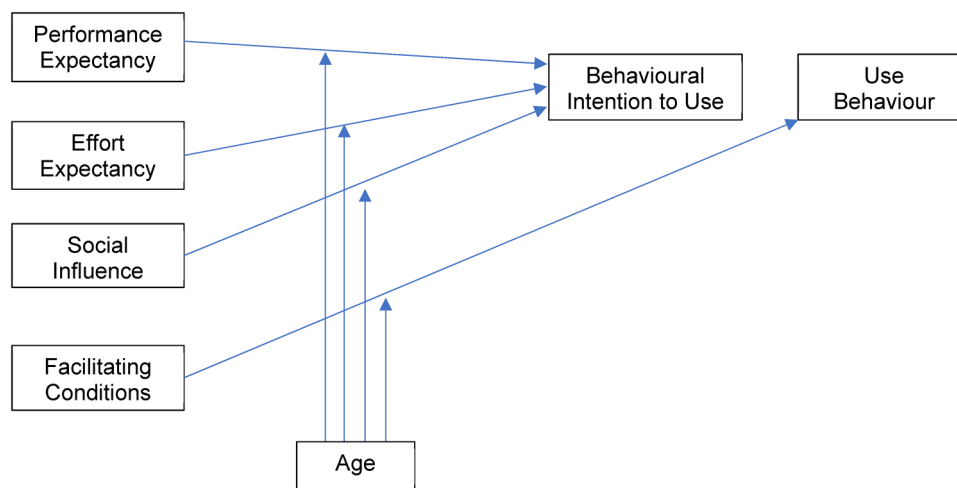 Performance
Expectancy
Behavioural
Intention to Use
Use
Behaviour
Effort
Expectancy
Social
Influence
Facilitating
Conditions
Age